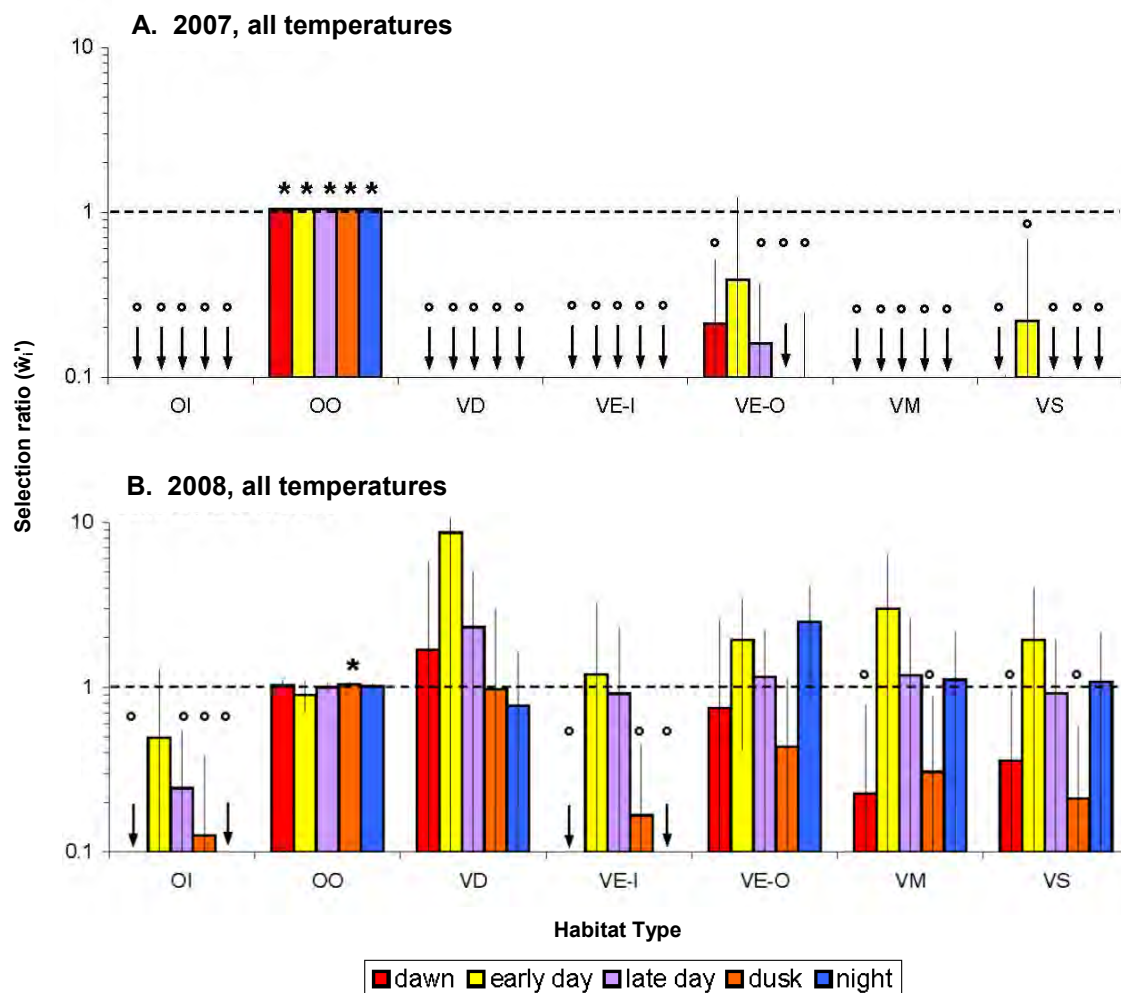 A. 2007, all temperatures
10
1
0.1
* * * * *
OI OO VD VE-I VE-O VM VS
Selection ratio (ŵi')
B. 2008, all temperatures
10
1
0.1
*
OI OO VD VE-I VE-O VM VS
Habitat Type
dawn early day late day dusk night